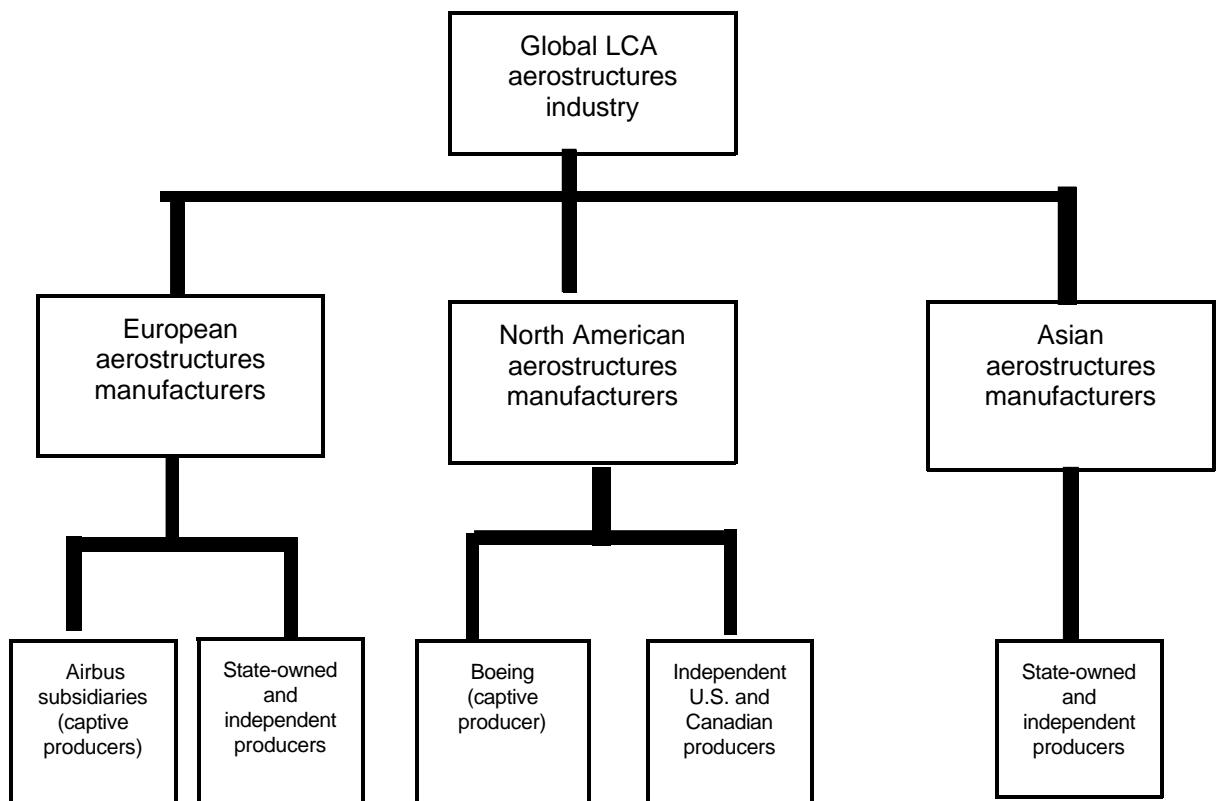 Global LCA
aerostructures
industry
European
aerostructures
manufacturers
North American
aerostructures
manufacturers
Asian
aerostructures
manufacturers
Airbus
subsidiaries
(captive
producers)
State-owned
and
independent
producers
Boeing
(captive
producer)
Independent
U.S. and
Canadian
producers
State-owned
and
independent
producers